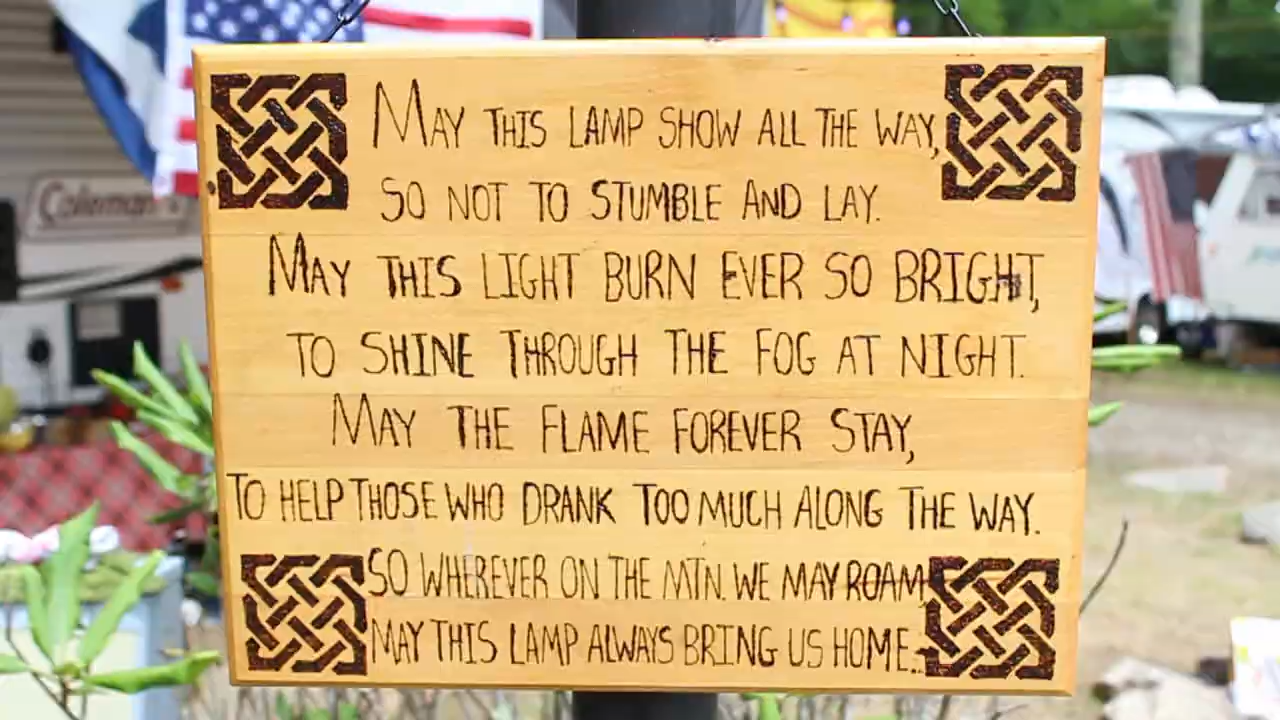 Coleman
MAY THIS LAMP SHOW ALL THE WAY,
SO NOT TO STUMBLE AND LAY.
MAY THIS LIGHT BURN EVER SO BRIGHT,
TO SHINE THROUGH THE FOG AT NIGHT.
MAY THE FLAME FOREVER STAY,
TO HELP THOSE WHO DRANK TOO MUCH ALONG THE WAY.
SO WHEREVER ON THE MTN. WE MAY ROAM
MAY THIS LAMP ALWAYS BRING US HOME...